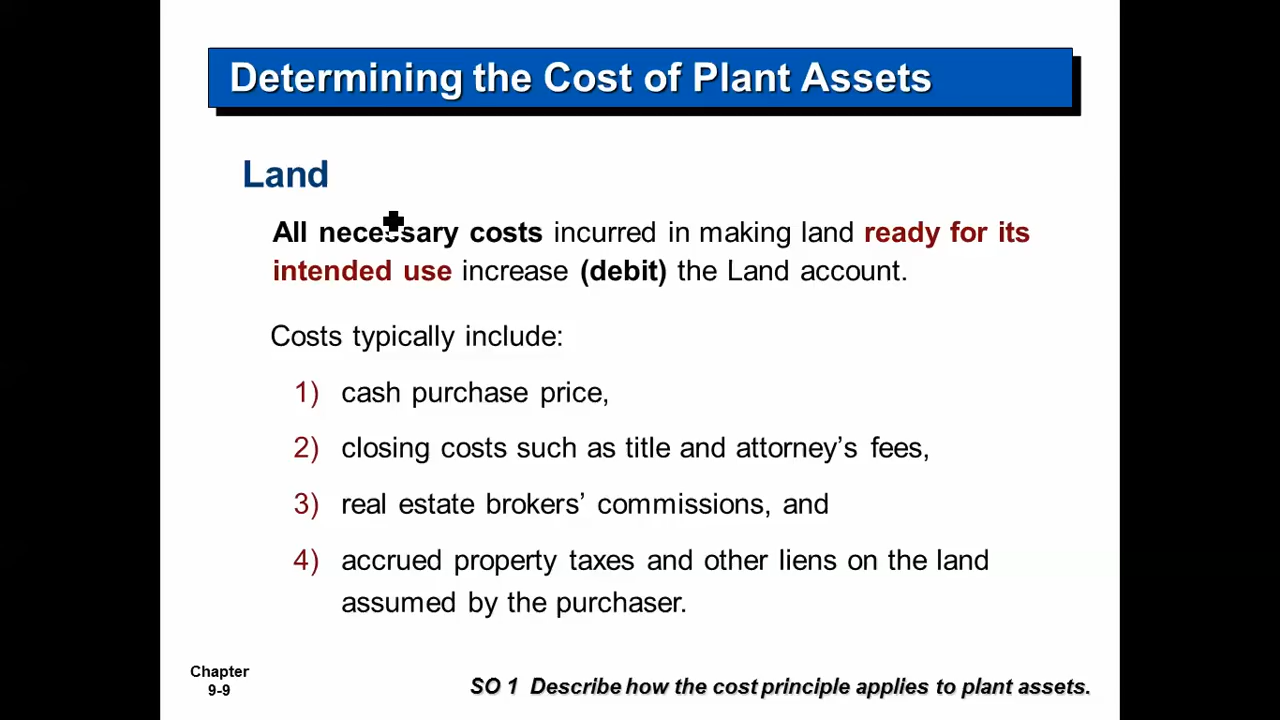 Determining the Cost of Plant Assets
Land
All necessary costs incurred in making land ready for its
intended use increase (debit) the Land account.
Costs typically include:
1) cash purchase price,
2) closing costs such as title and attorney’s fees,
3) real estate brokers’ commissions, and
4) accrued property taxes and other liens on the land
assumed by the purchaser.
Chapter
9-9
SO 1 Describe how the cost principle applies to plant assets.